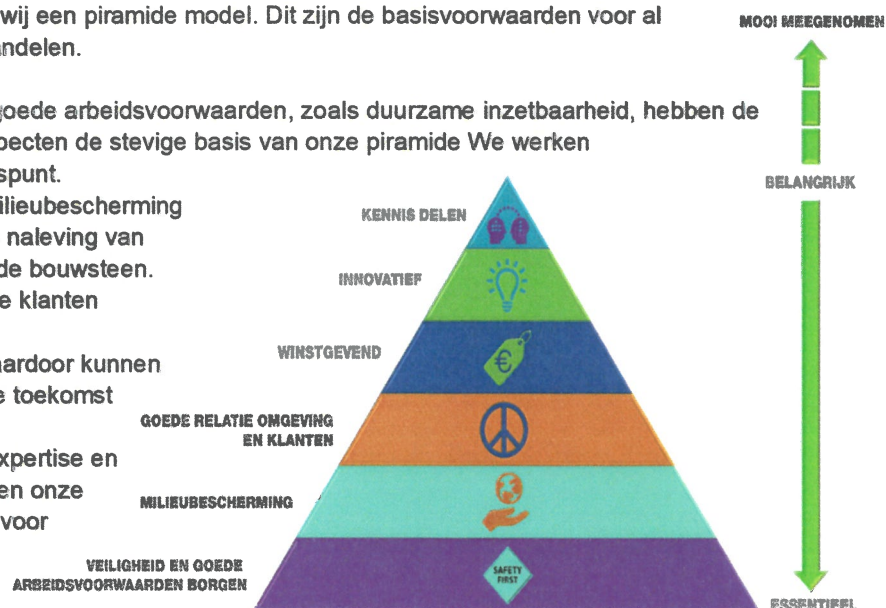 wij een piramide model. Dit zijn de basisvoorwaarden voor al
ndelen.
goede arbeidsvoorwaarden, zoals duurzame inzetbaarheid, hebben de
pecten de stevige basis van onze piramide We werken
spunt.
ilieubescherming
naleving van
de bouwsteen.
e klanten
aardoor kunnen
e toekomst
xpertise en
en onze
voor
KENNIS DELEN
INNOVATIEF
WINSTGEVEND
€
GOEDE RELATIE OMGEVING
EN KLANTEN
MILIEUBESCHERMING
VEILIGHEID EN GOEDE
ARBEIDSVOORWAARDEN BORGEN
SAFETY
FIRST
MOOI MEEGENOMEN
BELANGRIJK
ESSENTIEEL